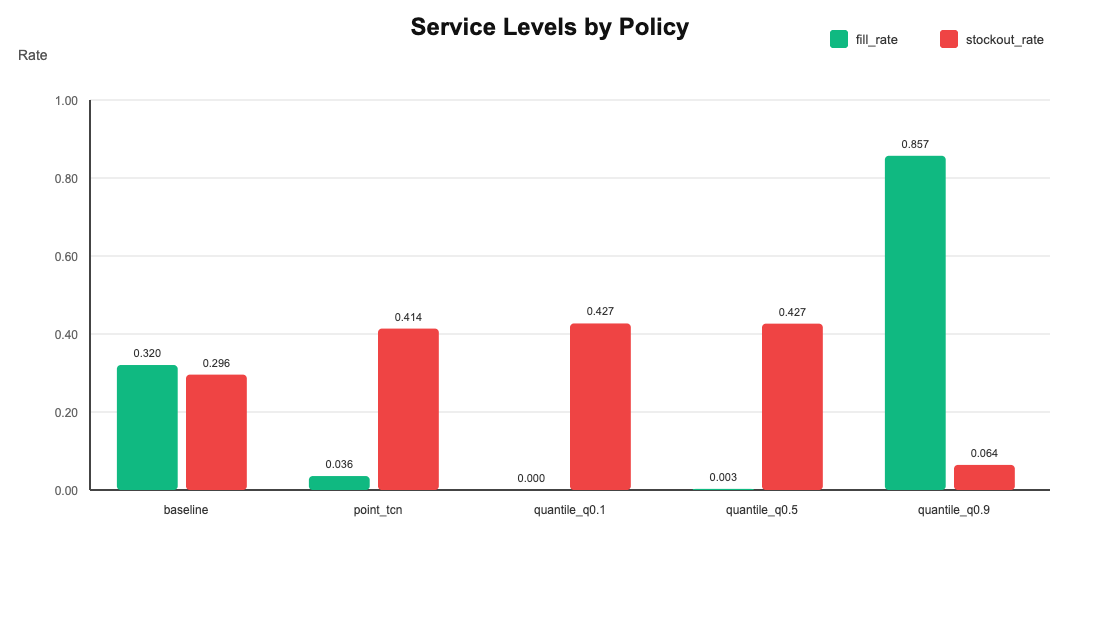 Service Levels by Policy
fill_rate
stockout_rate
Rate
1.00
0.80
0.60
0.40
0.20
0.00
0.320
0.296
0.036
0.414
0.000
0.427
0.003
0.427
0.857
0.064
baseline
point_tcn
quantile_q0.1
quantile_q0.5
quantile_q0.9